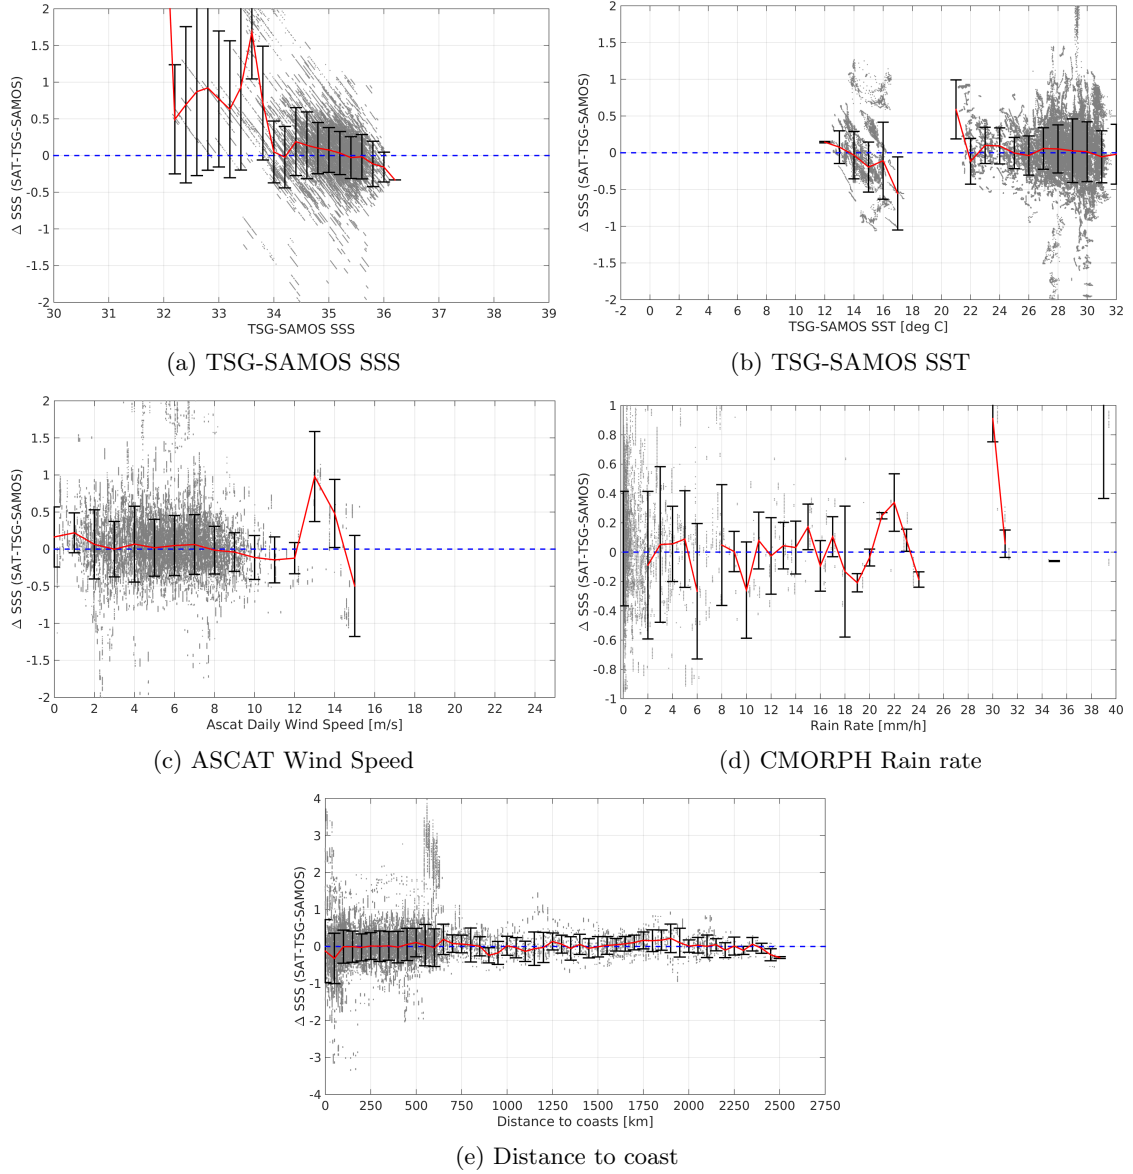 2
1.5
1
0.5
0
-0.5
-1
-1.5
-2
Δ SSS (SAT-TSG-SAMOS)
30 31 32 33 34 35 36 37 38 39
TSG-SAMOS SSS
(a) TSG-SAMOS SSS
2
1.5
1
0.5
0
-0.5
-1
-1.5
-2
Δ SSS (SAT-TSG-SAMOS)
-2 0 2 4 6 8 10 12 14 16 18 20 22 24 26 28 30 32
TSG-SAMOS SST [deg C]
(b) TSG-SAMOS SST
2
1.5
1
0.5
0
-0.5
-1
-1.5
-2
Δ SSS (SAT-TSG-SAMOS)
0 2 4 6 8 10 12 14 16 18 20 22 24
Ascat Daily Wind Speed [m/s]
(c) ASCAT Wind Speed
1
0.8
0.6
0.4
0.2
0
-0.2
-0.4
-0.6
-0.8
-1
Δ SSS (SAT-TSG-SAMOS)
0 2 4 6 8 10 12 14 16 18 20 22 24 26 28 30 32 34 36 38 40
Rain Rate [mm/h]
(d) CMORPH Rain rate
4
3
2
1
0
-1
-2
-3
-4
Δ SSS (SAT-TSG-SAMOS)
0 250 500 750 1000 1250 1500 1750 2000 2250 2500 2750
Distance to coasts [km]
(e) Distance to coast